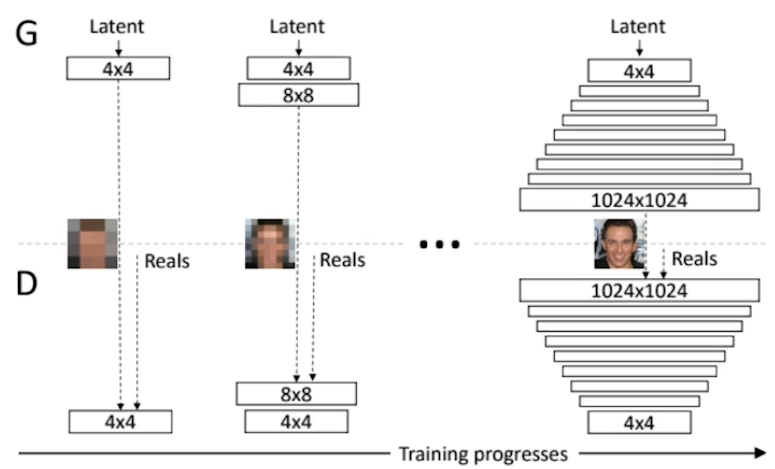 G
Latent
Latent
Latent
4x4
4x4
4x4
8x8
1024x1024
Reals
Reals
Reals
D
1024x1024
8x8
4x4
4x4
4x4
Training progresses